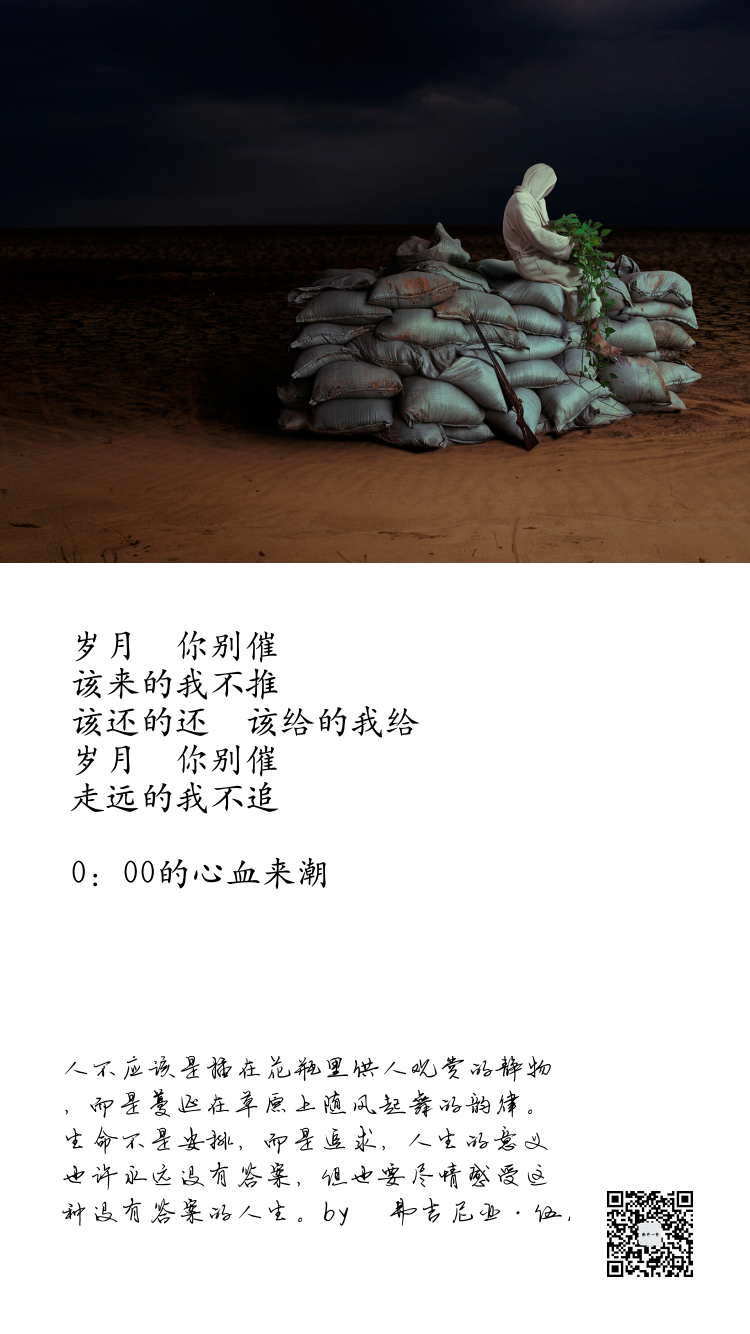 岁月　你别催
该来的我不推
该还的还　该给的我给
岁月　你别催
走远的我不追
0：00的心血来潮
人不应该是插在花瓶里供人观赏的静物
，而是蔓延在草原上随风起舞的韵律。
生命不是安排，而是追求，人生的意义
也许永远没有答案，但也要尽情感受这
种没有答案的人生。by　弗吉尼亚·伍.